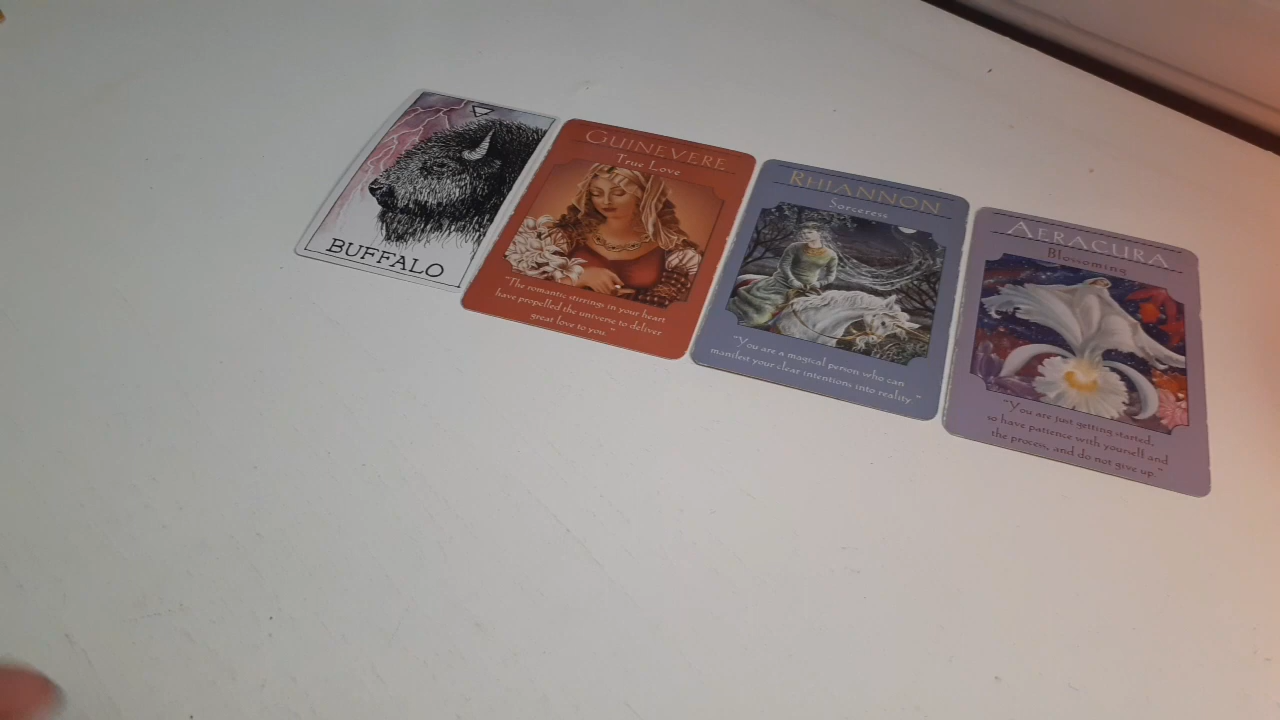 BUFFALO
GUINEVERE
True Love
"The romantic stirrings in your heart
have propelled the universe to deliver
great love to you."
RHIANNON
Sorceress
"You are a magical person who can
manifest your clear intentions into reality."
AERACURA
Blossoming
"You are just getting started,
so have patience with yourself and
the process, and do not give up."